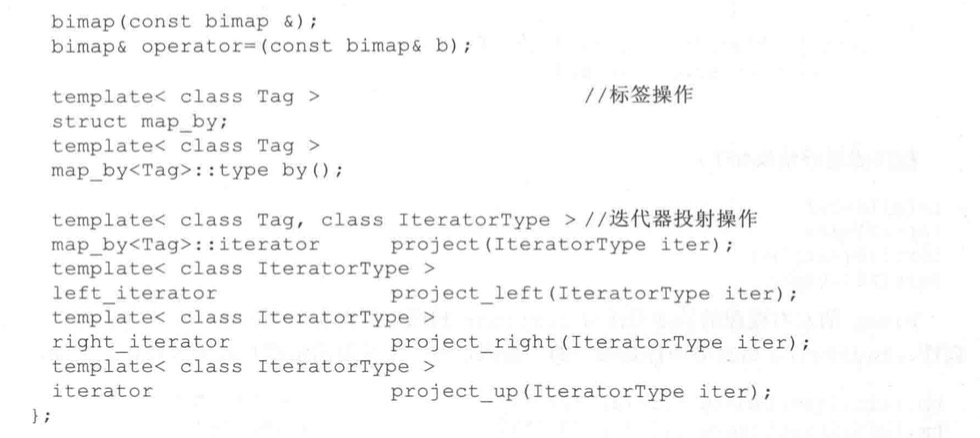 bimap(const bimap &);
bimap& operator=(const bimap& b);
template< class Tag > //标签操作
struct map_by;
template< class Tag >
map_by<Tag>::type by();
template< class Tag, class IteratorType > //迭代器投射操作
map_by<Tag>::iterator project(IteratorType iter);
template< class IteratorType >
left_iterator project_left(IteratorType iter);
template< class IteratorType >
right_iterator project_right(IteratorType iter);
template< class IteratorType >
iterator project_up(IteratorType iter);
};